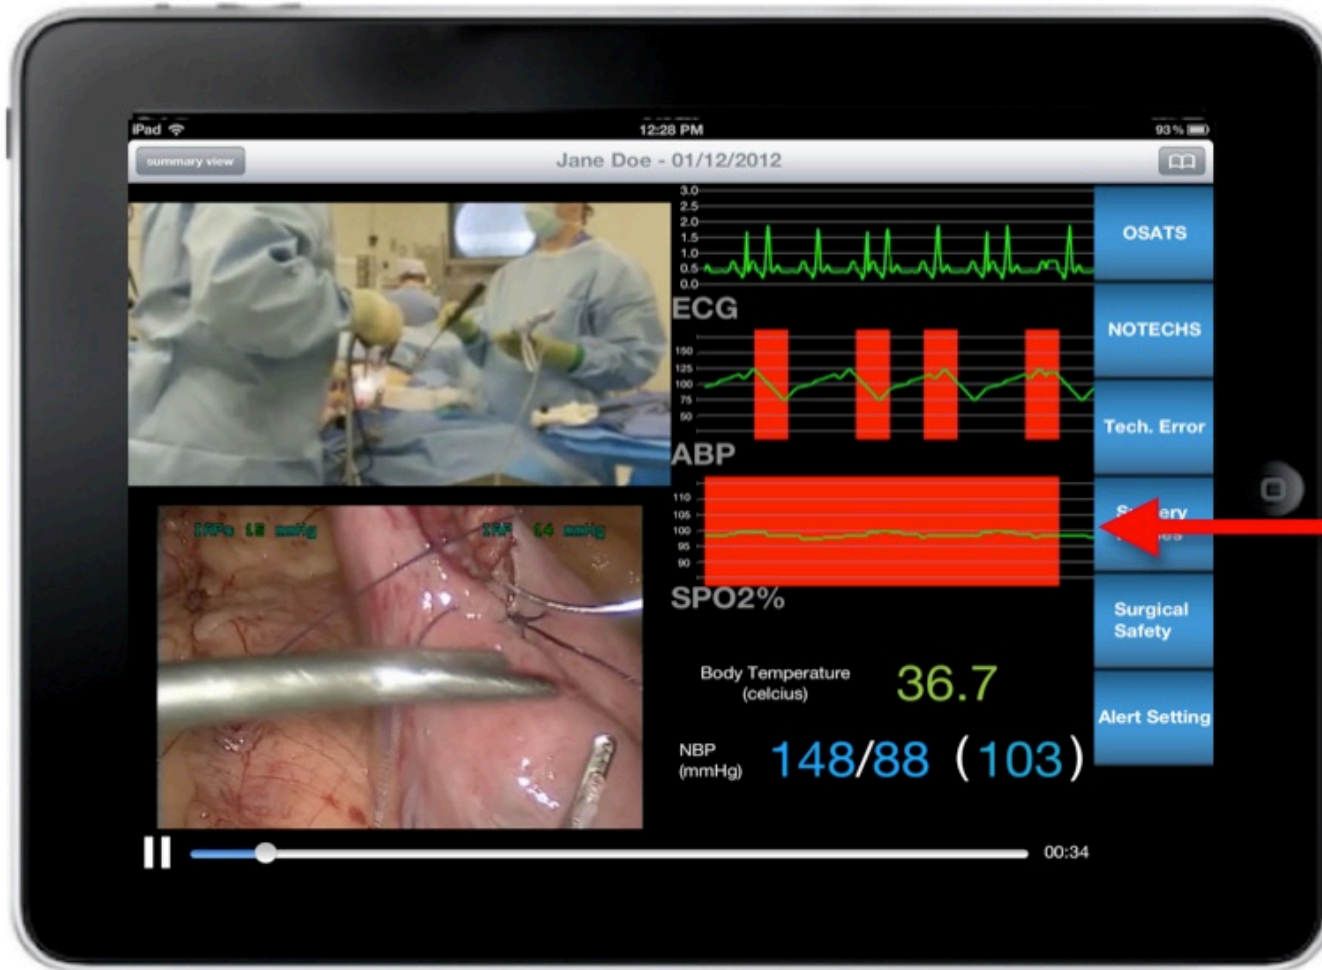 iPad
12:28 PM
93%
summary view
Jane Doe - 01/12/2012
3.0
2.5
2.0
1.5
1.0
0.5
0.0
ECG
150
125
100
75
50
ABP
110
105
100
95
90
SPO2%
Body Temperature
(celcius)
36.7
NBP
(mmHg)
148/88 (103)
OSATS
NOTECHS
Tech. Error
Surgical
Safety
Alert Setting
mmHg
14 mmHg
00:34